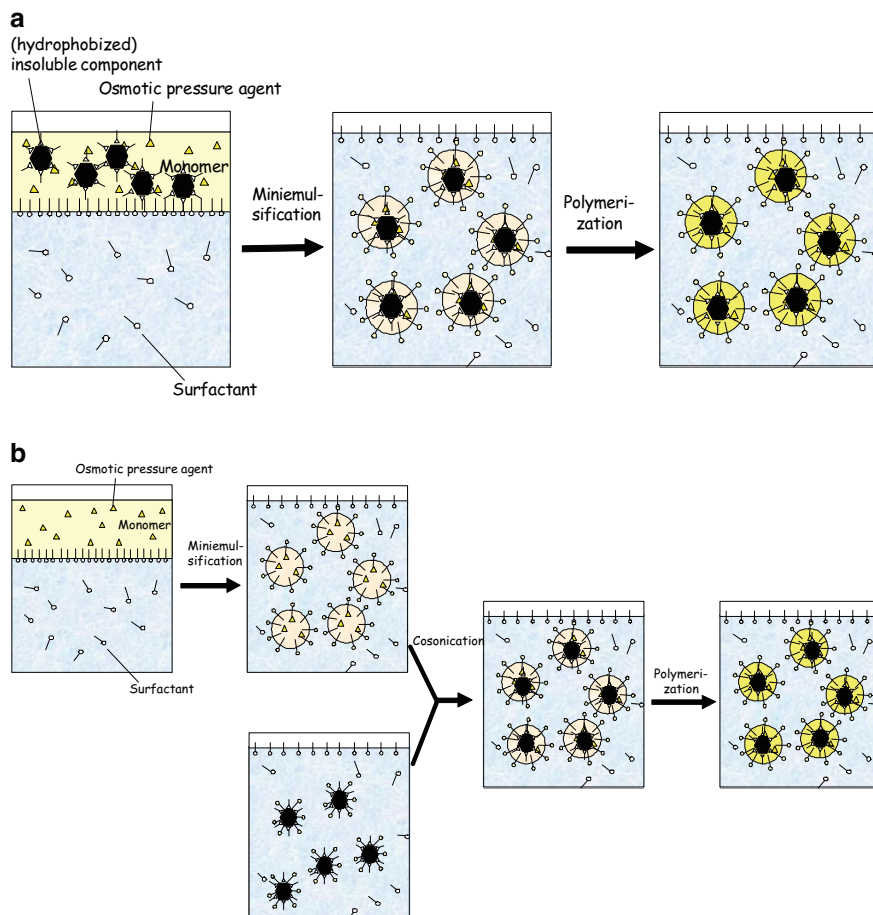 a
(hydrophobized)
insoluble component
Osmotic pressure agent
Monomer
Miniemul-
sification
Polymeri-
zation
Surfactant
b
Osmotic pressure agent
Monomer
Miniemul-
sification
Surfactant
Cosonication
Polymeri-
zation